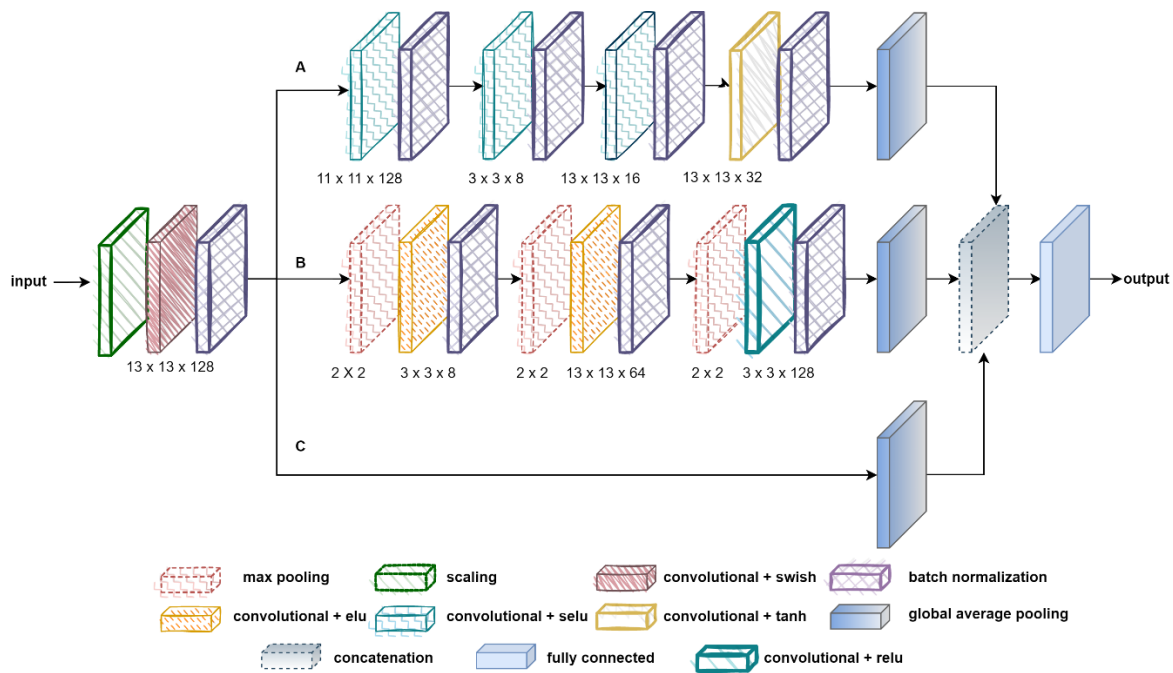 A
11 x 11 x 128
3 x 3 x 8
13 x 13 x 16
13 x 13 x 32
input
B
output
13 x 13 x 128
2 X 2
3 x 3 x 8
2 x 2
13 x 13 x 64
2 x 2
3 x 3 x 128
C
max pooling
scaling
convolutional + swish
batch normalization
convolutional + elu
convolutional + selu
convolutional + tanh
global average pooling
concatenation
fully connected
convolutional + relu